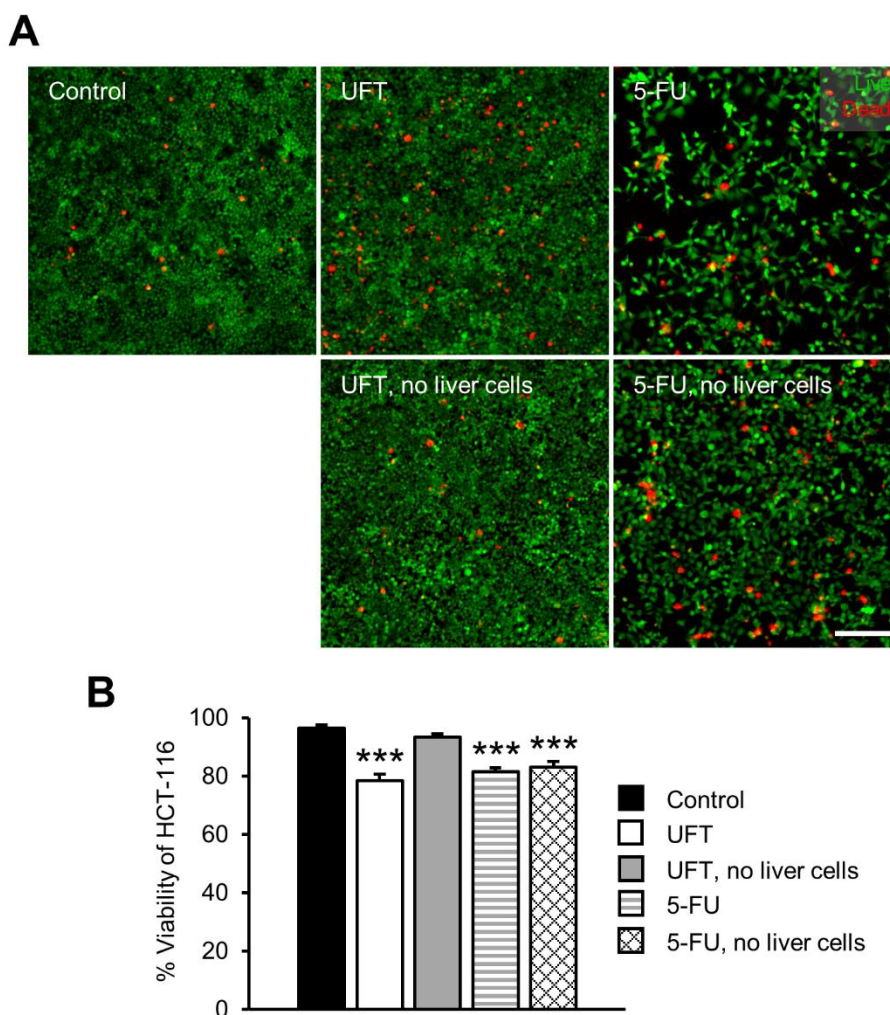 A
Control
UFT
5-FU
Live
Dead
UFT, no liver cells
5-FU, no liver cells
B
% Viability of HCT-116
100
80
60
40
20
0
***
***
***
Control
UFT
UFT, no liver cells
5-FU
5-FU, no liver cells